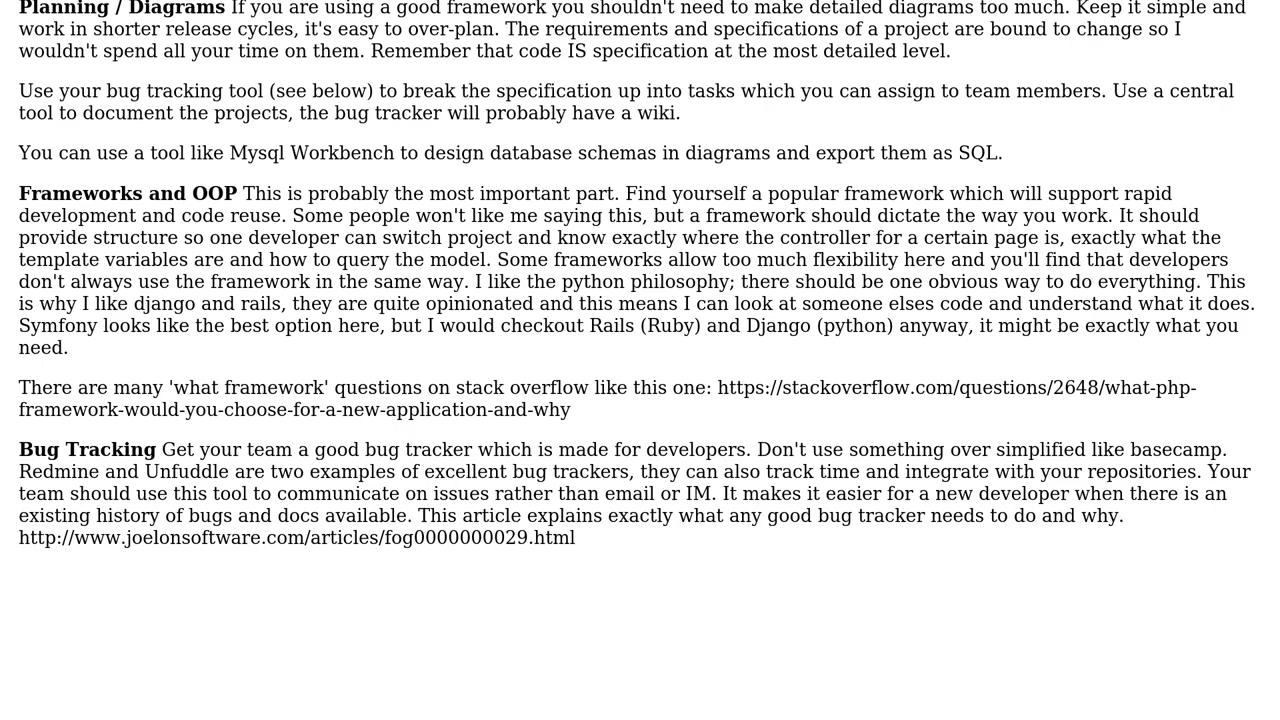 Planning / Diagrams If you are using a good framework you shouldn't need to make detailed diagrams too much. Keep it simple and
work in shorter release cycles, it's easy to over-plan. The requirements and specifications of a project are bound to change so I
wouldn't spend all your time on them. Remember that code IS specification at the most detailed level.
Use your bug tracking tool (see below) to break the specification up into tasks which you can assign to team members. Use a central
tool to document the projects, the bug tracker will probably have a wiki.
You can use a tool like Mysql Workbench to design database schemas in diagrams and export them as SQL.
Frameworks and OOP This is probably the most important part. Find yourself a popular framework which will support rapid
development and code reuse. Some people won't like me saying this, but a framework should dictate the way you work. It should
provide structure so one developer can switch project and know exactly where the controller for a certain page is, exactly what the
template variables are and how to query the model. Some frameworks allow too much flexibility here and you'll find that developers
don't always use the framework in the same way. I like the python philosophy; there should be one obvious way to do everything. This
is why I like django and rails, they are quite opinionated and this means I can look at someone elses code and understand what it does.
Symfony looks like the best option here, but I would checkout Rails (Ruby) and Django (python) anyway, it might be exactly what you
need.
There are many 'what framework' questions on stack overflow like this one: https://stackoverflow.com/questions/2648/what-php-
framework-would-you-choose-for-a-new-application-and-why
Bug Tracking Get your team a good bug tracker which is made for developers. Don't use something over simplified like basecamp.
Redmine and Unfuddle are two examples of excellent bug trackers, they can also track time and integrate with your repositories. Your
team should use this tool to communicate on issues rather than email or IM. It makes it easier for a new developer when there is an
existing history of bugs and docs available. This article explains exactly what any good bug tracker needs to do and why.
http://www.joelonsoftware.com/articles/fog0000000029.html